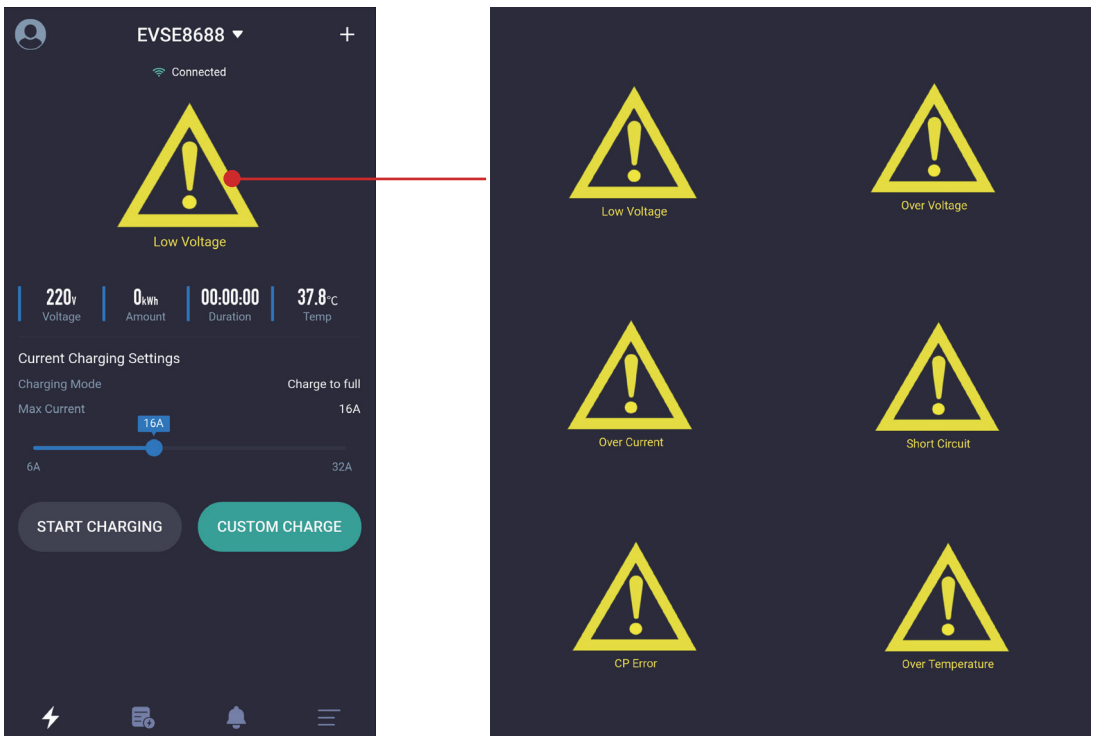 EVSE8688
Connected
Low Voltage
220V 0kWh 00:00:00 37.8°C
Voltage Amount Duration Temp
Current Charging Settings
Charging Mode Charge to full
Max Current 16A
16A
6A 32A
START CHARGING CUSTOM CHARGE
Low Voltage Over Voltage
Over Current Short Circuit
CP Error Over Temperature